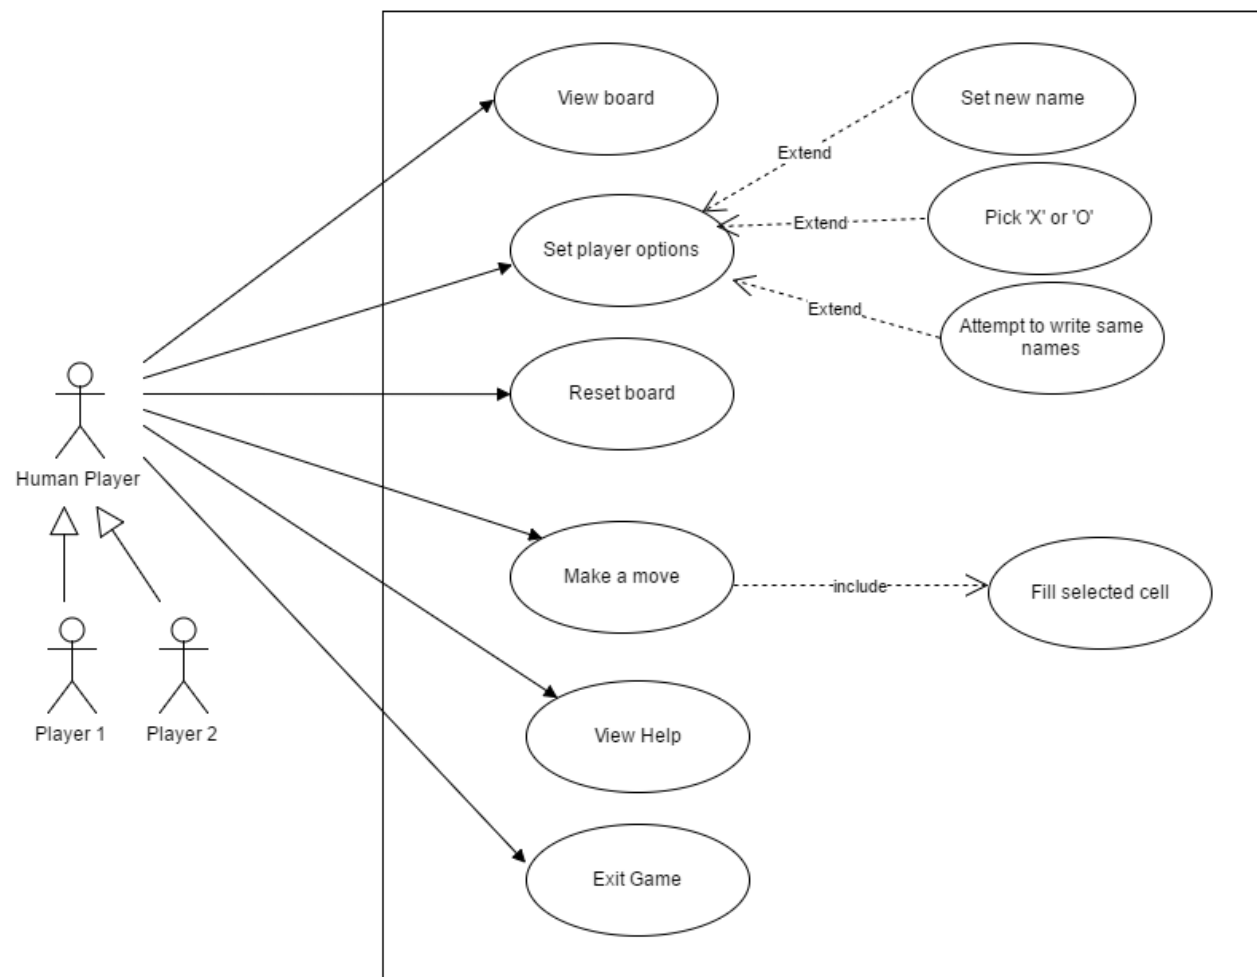 View board
Set new name
Extend
Pick 'X' or 'O'
Extend
Set player options
Extend
Attempt to write same
names
Reset board
Human Player
Make a move
include
Fill selected cell
Player 1
Player 2
View Help
Exit Game